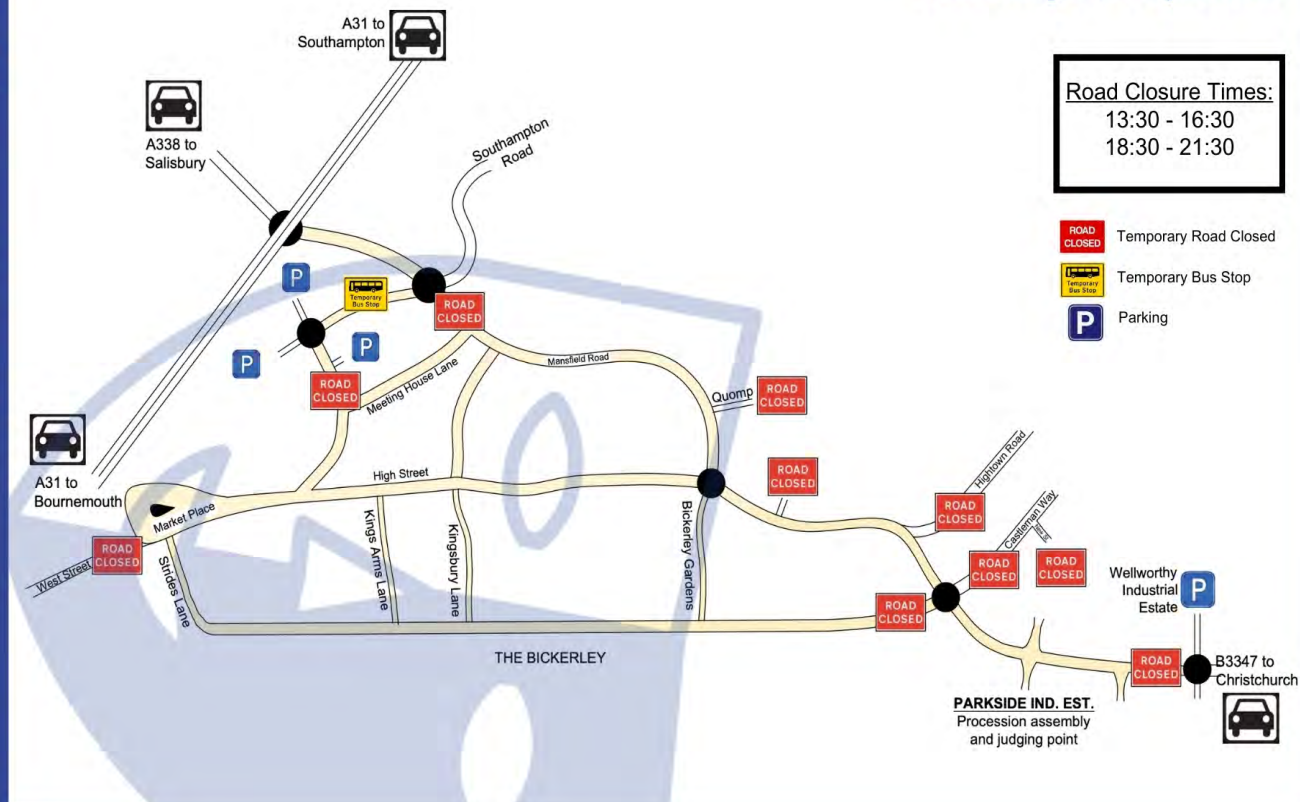 A31 to
Southampton
A338 to
Salisbury
Southampton
Road
Road Closure Times:
13:30 - 16:30
18:30 - 21:30
ROAD
CLOSED
Temporary Road Closed
Temporary
Bus Stop
Temporary Bus Stop
P
Parking
P
Temporary
Bus Stop
ROAD
CLOSED
P
P
ROAD
CLOSED
Meeting House Lane
Mansfield Road
Quomp
ROAD
CLOSED
A31 to
Bournemouth
High Street
ROAD
CLOSED
Hightown Road
ROAD
CLOSED
Market Place
West Street
ROAD
CLOSED
Strides Lane
Kings Arms Lane
Kingsbury Lane
Bickerley Gardens
Castleman Way
ROAD
CLOSED
ROAD
CLOSED
ROAD
CLOSED
Wellworthy
Industrial
Estate
P
THE BICKERLEY
ROAD
CLOSED
B3347 to
Christchurch
PARKSIDE IND. EST.
Procession assembly
and judging point